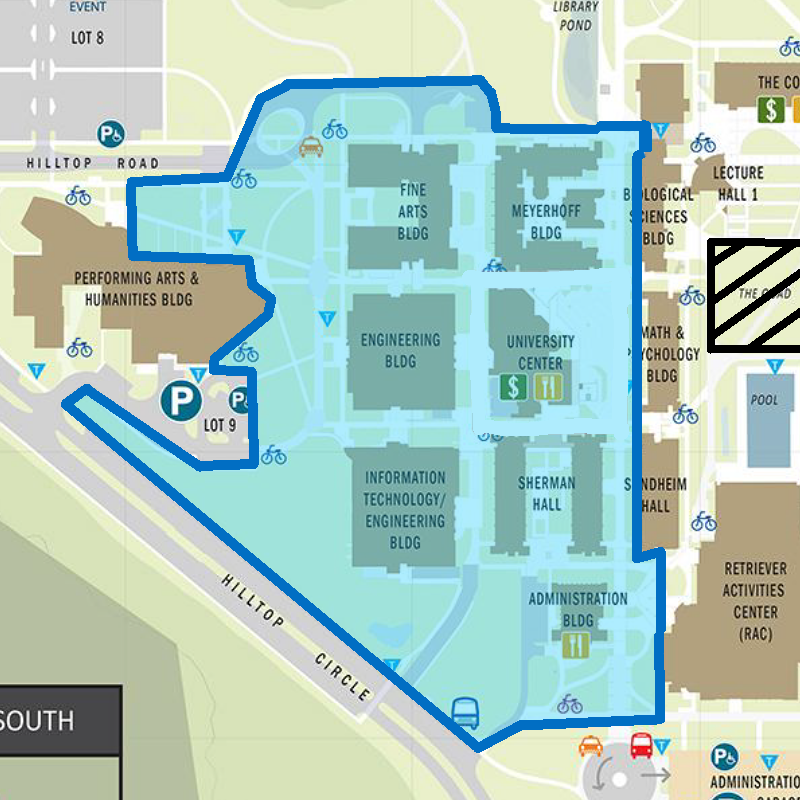 EVENT
LOT 8
LIBRARY
POND
THE CO
$
P
HILLTOP ROAD
FINE
ARTS
BLDG
MEYERHOFF
BLDG
BIOLOGICAL
SCIENCES
BLDG
LECTURE
HALL 1
PERFORMING ARTS &
HUMANITIES BLDG
THE QUAD
ENGINEERING
BLDG
UNIVERSITY
CENTER
$
MATH &
PSYCHOLOGY
BLDG
POOL
P
P
LOT 9
INFORMATION
TECHNOLOGY/
ENGINEERING
BLDG
SHERMAN
HALL
SONDHEIM
HALL
RETRIEVER
ACTIVITIES
CENTER
(RAC)
ADMINISTRATION
BLDG
HILLTOP CIRCLE
SOUTH
P
ADMINISTRATIO